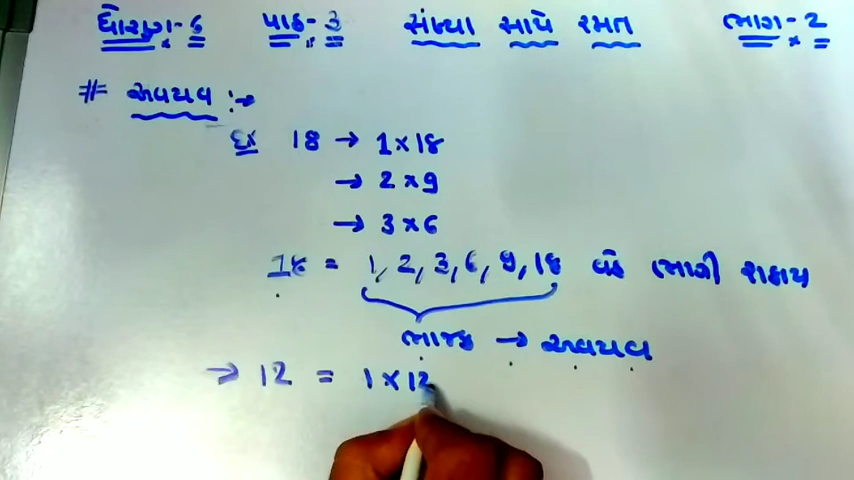 ધોરણ-6 પાઠ-3 સંખ્યા સાથે રમત ભાગ-2
# અવયવ :→
દા 18 → 1×18
→ 2×9
→ 3×6
18 = 1, 2, 3, 6, 9, 18 વડે ભાગી શકાય
ભાજક → અવયવ
→ 12 = 1×12